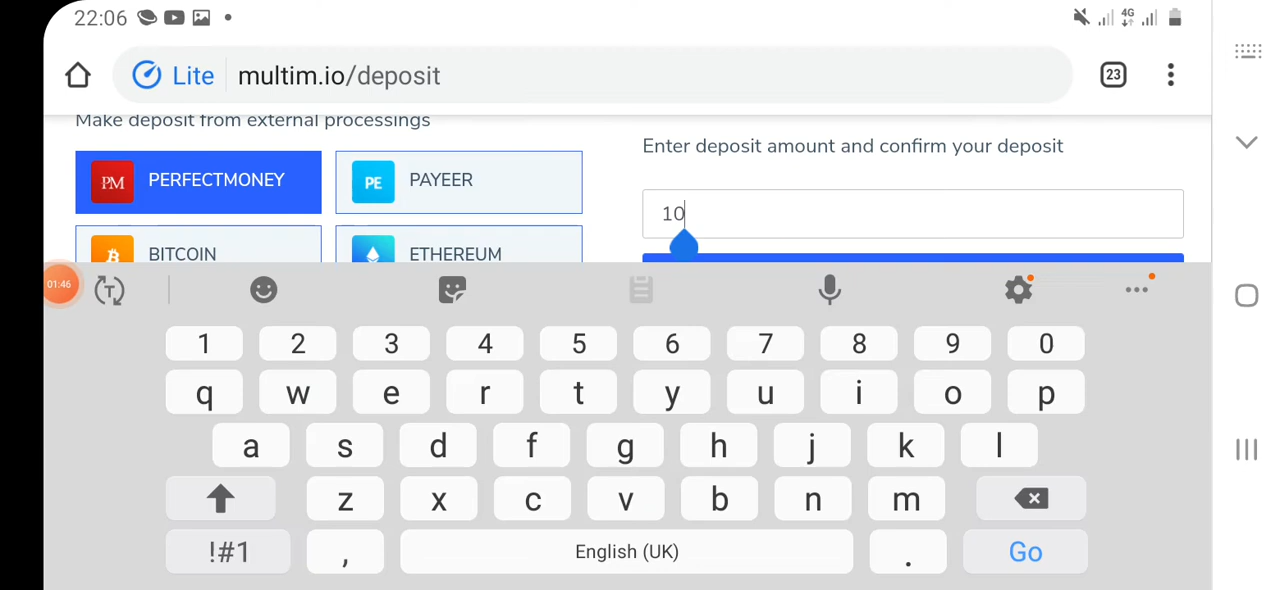 22:06
4G
Lite multim.io/deposit
23
Make deposit from external processings
PM PERFECTMONEY
PE PAYEER
BITCOIN
ETHEREUM
Enter deposit amount and confirm your deposit
10
01:46
T
1 2 3 4 5 6 7 8 9 0
q w e r t y u i o p
a s d f g h j k l
z x c v b n m
!#1 , English (UK) . Go